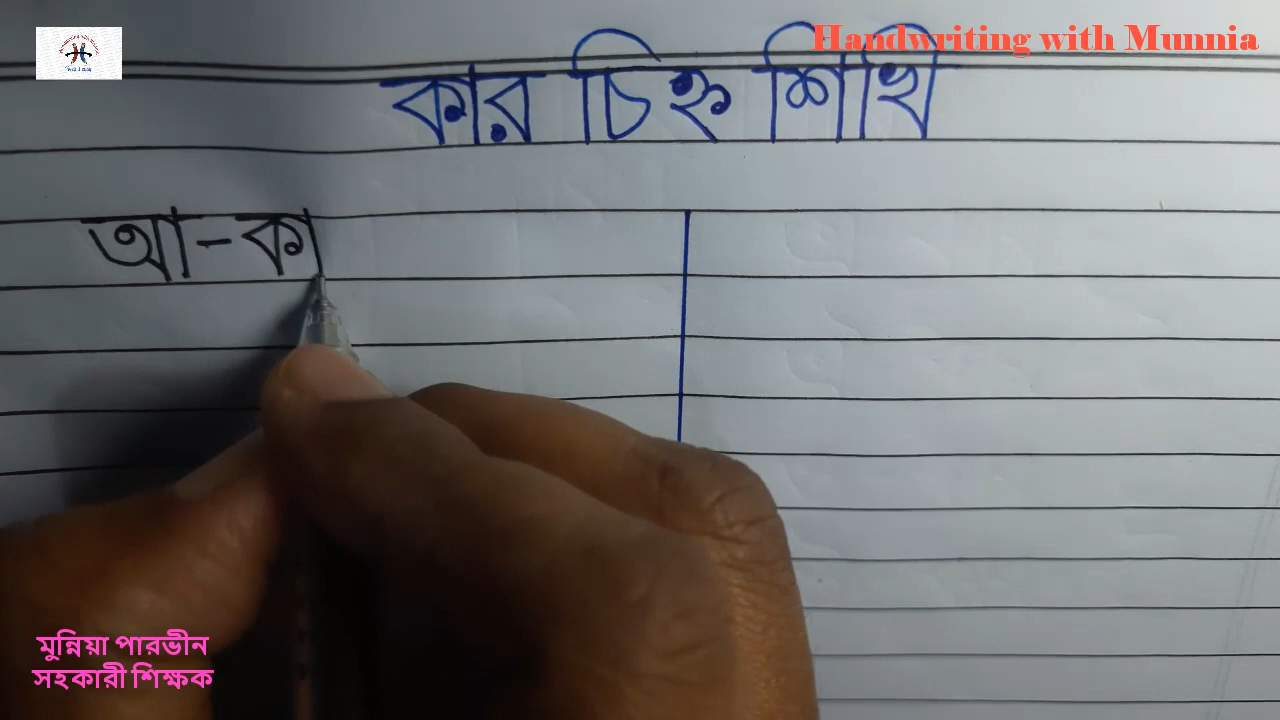 Handwriting with Munnia
কার চিহ্ন শিখি
আ-কা
মুন্নিয়া পারভীন
সহকারী শিক্ষক